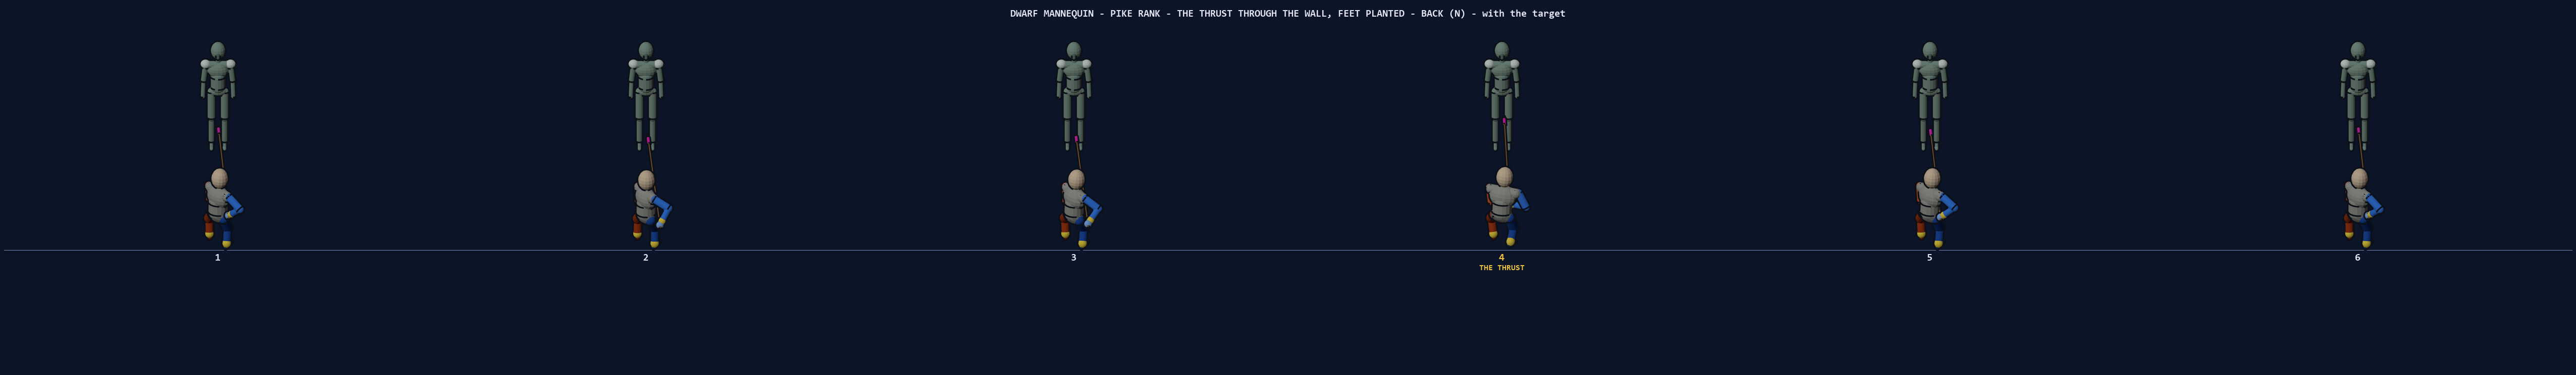 DWARF MANNEQUIN - PIKE RANK - THE THRUST THROUGH THE WALL, FEET PLANTED - BACK (N) - with the target
1 2 3 4 5 6
THE THRUST